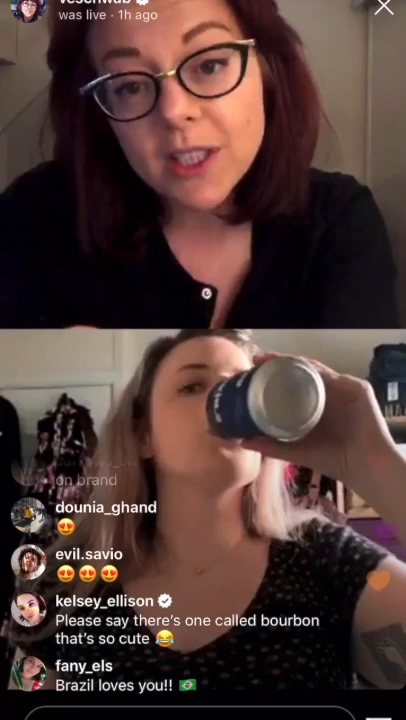 veschwab
was live · 1h ago
on brand
dounia_ghand
😍
evil.savio
😍😍😍
kelsey_ellison
Please say there's one called bourbon
that's so cute 😂
fany_els
Brazil loves you!! 🇧🇷